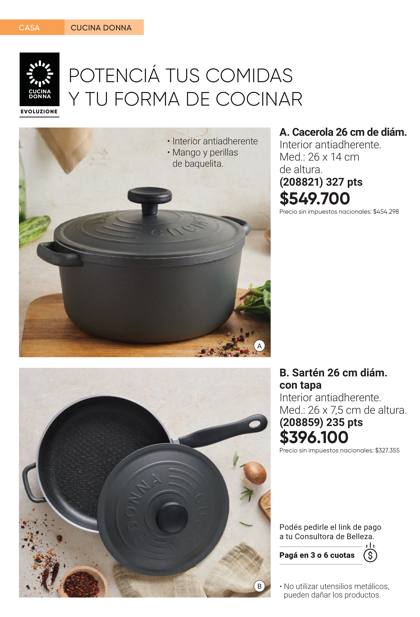 CASA
CUCINA DONNA
CUCINA
DONNA
EVOLUZIONE
POTENCIÁ TUS COMIDAS
Y TU FORMA DE COCINAR
• Interior antiadherente
• Mango y perillas
de baquelita.
A
A. Cacerola 26 cm de diám.
Interior antiadherente.
Med.: 26 x 14 cm
de altura.
(208821) 327 pts
$549.700
Precio sin impuestos nacionales: $454.298
B. Sartén 26 cm diám.
con tapa
Interior antiadherente.
Med.: 26 x 7,5 cm de altura.
(208859) 235 pts
$396.100
Precio sin impuestos nacionales: $327.355
DONNA
B
Podés pedirle el link de pago
a tu Consultora de Belleza.
Pagá en 3 o 6 cuotas
$
• No utilizar utensilios metálicos,
pueden dañar los productos.